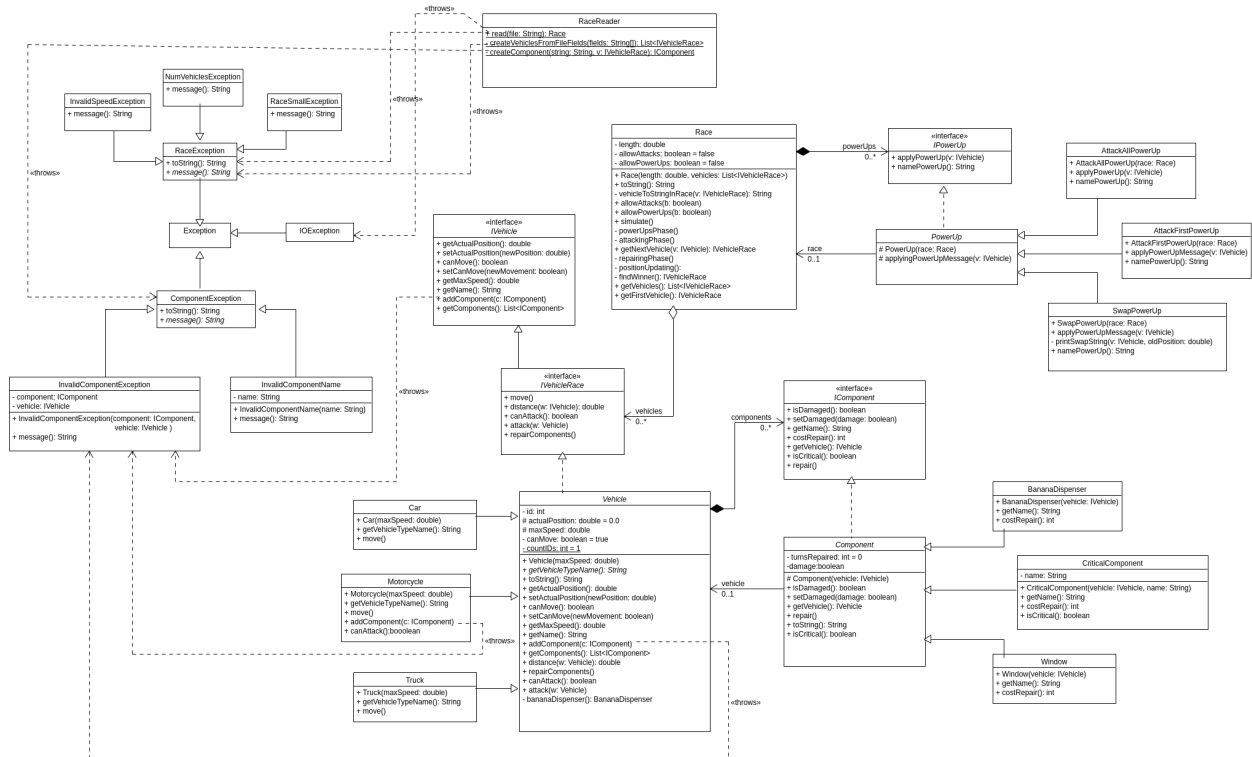 «throws»
RaceReader
+ read(file: String): Race
- createVehiclesFromFileFields(fields: String[]): List<IVehicleRace>
- createComponent(string: String, v: IVehicleRace): IComponent
NumVehiclesException
+ message(): String
InvalidSpeedException
+ message(): String
RaceSmallException
+ message(): String
«throws»
«throws»
RaceException
+ toString(): String
+ message(): String
«throws»
Exception
IOException
ComponentException
+ toString(): String
+ message(): String
InvalidComponentException
- component: IComponent
- vehicle: IVehicle
+ InvalidComponentException(component: IComponent,
vehicle: IVehicle )
+ message(): String
InvalidComponentName
- name: String
+ InvalidComponentName(name: String)
+ message(): String
«throws»
«interface»
IVehicle
+ getActualPosition(): double
+ setActualPosition(newPosition: double)
+ canMove(): boolean
+ setCanMove(newMovement: boolean)
+ getMaxSpeed(): double
+ getName(): String
+ addComponent(c: IComponent)
+ getComponents(): List<IComponent>
Race
- length: double
- allowAttacks: boolean = false
- allowPowerUps: boolean = false
+ Race(length: double, vehicles: List<IVehicleRace>)
+ toString(): String
- vehicleToStringInRace(v: IVehicleRace): String
+ allowAttacks(b: boolean)
+ allowPowerUps(b: boolean)
+ simulate()
- powerUpsPhase()
- attackingPhase()
+ getNextVehicle(v: IVehicle): IVehicleRace
- repairingPhase()
- positionUpdating():
- findWinner(): IVehicleRace
+ getVehicles(): List<IVehicleRace>
+ getFirstVehicle(): IVehicleRace
powerUps
0..*
«interface»
IPowerUp
+ applyPowerUp(v: IVehicle)
+ namePowerUp(): String
race
0..1
PowerUp
# PowerUp(race: Race)
# applyingPowerUpMessage(v: IVehicle)
AttackAllPowerUp
+ AttackAllPowerUp(race: Race)
+ applyPowerUp(v: IVehicle)
+ namePowerUp(): String
AttackFirstPowerUp
+ AttackFirstPowerUp(race: Race)
+ applyPowerUpMessage(v: IVehicle)
+ namePowerUp(): String
SwapPowerUp
+ SwapPowerUp(race: Race)
+ applyPowerUpMessage(v: IVehicle)
- printSwapString(v: IVehicle, oldPosition: double)
+ namePowerUp(): String
«interface»
IVehicleRace
+ move()
+ distance(w: IVehicle): double
+ canAttack(): boolean
+ attack(w: Vehicle)
+ repairComponents()
vehicles
0..*
components
0..*
«interface»
IComponent
+ isDamaged(): boolean
+ setDamaged(damage: boolean)
+ getName(): String
+ costRepair(): int
+ getVehicle(): IVehicle
+ isCritical(): boolean
+ repair()
Car
+ Car(maxSpeed: double)
+ getVehicleTypeName(): String
+ move()
Motorcycle
+ Motorcycle(maxSpeed: double)
+ getVehicleTypeName(): String
+ move()
+ addComponent(c: IComponent)
+ canAttack():booolean
«throws»
Truck
+ Truck(maxSpeed: double)
+ getVehicleTypeName(): String
+ move()
Vehicle
- id: int
# actualPosition: double = 0.0
# maxSpeed: double
- canMove: boolean = true
- countIDs: int = 1
+ Vehicle(maxSpeed: double)
+ getVehicleTypeName(): String
+ toString(): String
+ getActualPosition(): double
+ setActualPosition(newPosition: double)
+ canMove(): boolean
+ setCanMove(newMovement: boolean)
+ getMaxSpeed(): double
+ getName(): String
+ addComponent(c: IComponent)
+ getComponents(): List<IComponent>
+ distance(w: Vehicle): double
+ repairComponents()
+ canAttack(): boolean
+ attack(w: Vehicle)
- bananaDispenser(): BananaDispenser
«throws»
vehicle
0..1
Component
- turnsRepaired: int = 0
-damage:boolean
# Component(vehicle: IVehicle)
+ isDamaged(): boolean
+ setDamaged(damage: boolean)
+ getVehicle(): IVehicle
+ repair()
+ toString(): String
+ isCritical(): boolean
BananaDispenser
+ BananaDispenser(vehicle: IVehicle)
+ getName(): String
+ costRepair(): int
CriticalComponent
- name: String
+ CriticalComponent(vehicle: IVehicle, name: String)
+ getName(): String
+ costRepair(): int
+ isCritical(): boolean
Window
+ Window(vehicle: IVehicle)
+ getName(): String
+ costRepair(): int